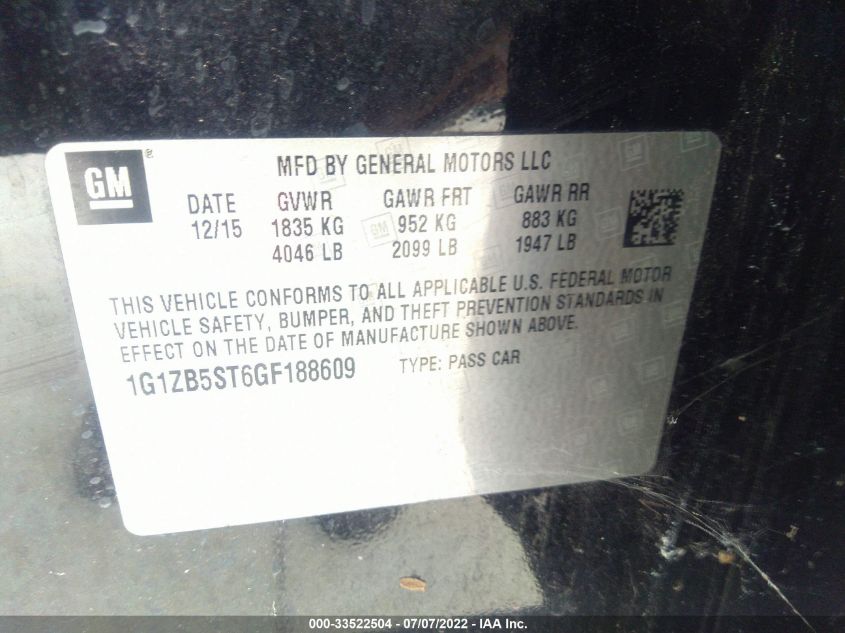 GM
MFD BY GENERAL MOTORS LLC
DATE GVWR GAWR FRT GAWR RR
12/15 1835 KG 952 KG 883 KG
4046 LB 2099 LB 1947 LB
THIS VEHICLE CONFORMS TO ALL APPLICABLE U.S. FEDERAL MOTOR
VEHICLE SAFETY, BUMPER, AND THEFT PREVENTION STANDARDS IN
EFFECT ON THE DATE OF MANUFACTURE SHOWN ABOVE.
1G1ZB5ST6GF188609 TYPE: PASS CAR
000-33522504 - 07/07/2022 - IAA Inc.